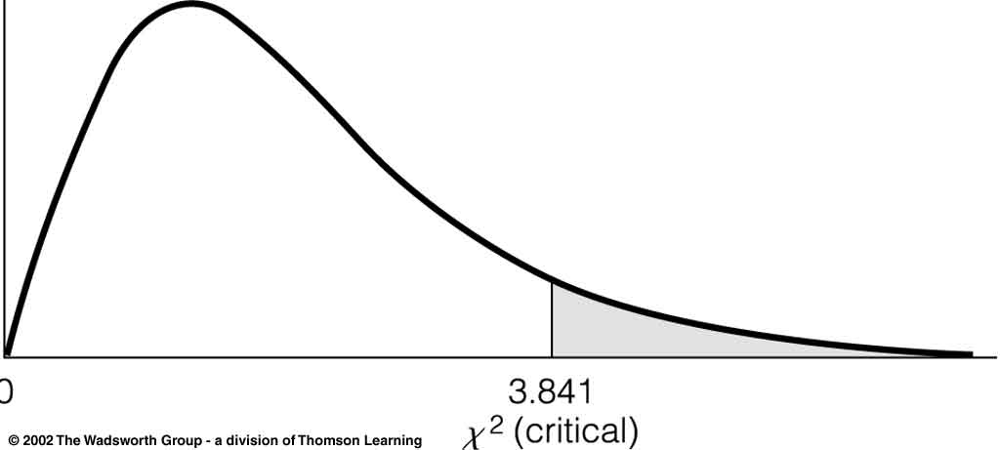 0
3.841
χ² (critical)
© 2002 The Wadsworth Group - a division of Thomson Learning